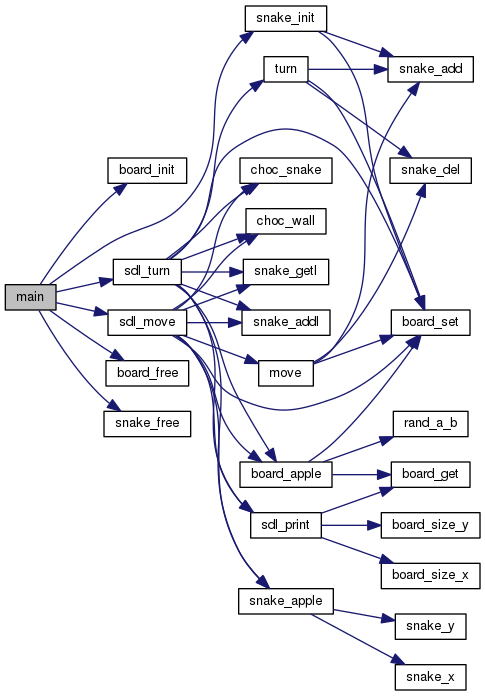 snake_init
turn
snake_add
board_init
choc_snake
snake_del
choc_wall
sdl_turn
snake_getl
main
sdl_move
snake_addl
board_set
board_free
move
snake_free
rand_a_b
board_apple
board_get
sdl_print
board_size_y
board_size_x
snake_apple
snake_y
snake_x